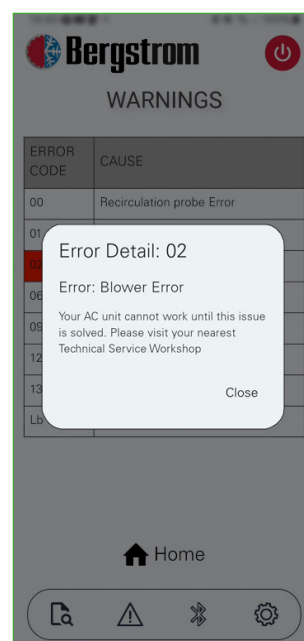 Bergstrom
WARNINGS
ERROR CODE
CAUSE
00
Recirculation probe Error
01
Error Detail: 02
02
Error: Blower Error
06
Your AC unit cannot work until this issue
is solved. Please visit your nearest
09
Technical Service Workshop
12
13
Close
Lb
Home